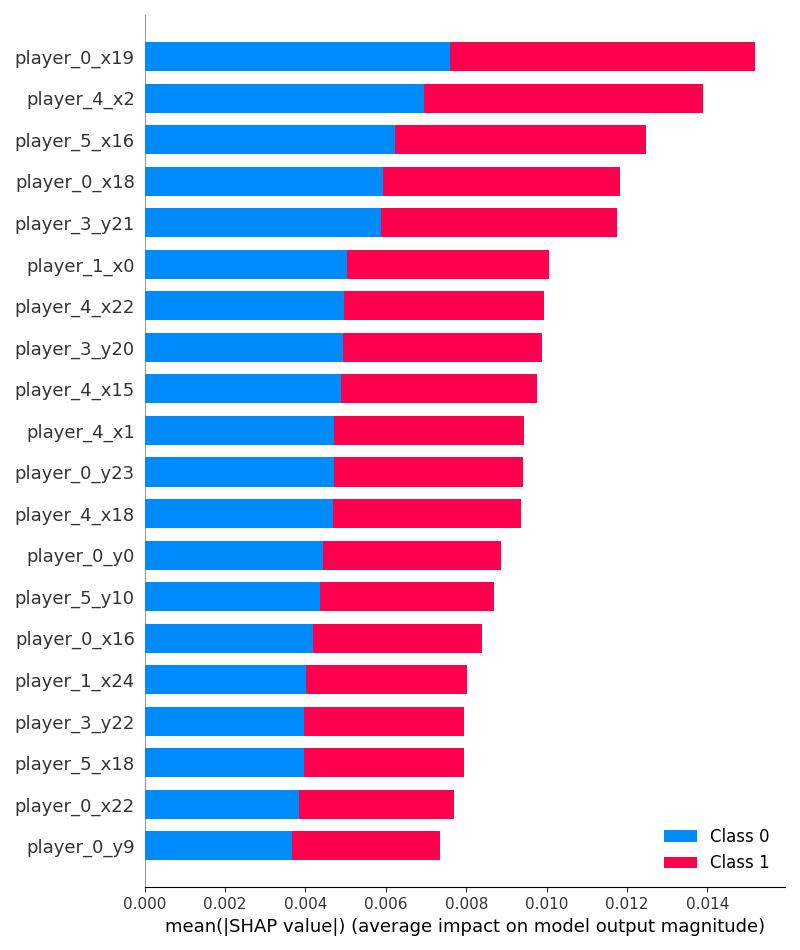 player_0_x19
player_4_x2
player_5_x16
player_0_x18
player_3_y21
player_1_x0
player_4_x22
player_3_y20
player_4_x15
player_4_x1
player_0_y23
player_4_x18
player_0_y0
player_5_y10
player_0_x16
player_1_x24
player_3_y22
player_5_x18
player_0_x22
player_0_y9
Class 0
Class 1
0.000 0.002 0.004 0.006 0.008 0.010 0.012 0.014
mean(|SHAP value|) (average impact on model output magnitude)